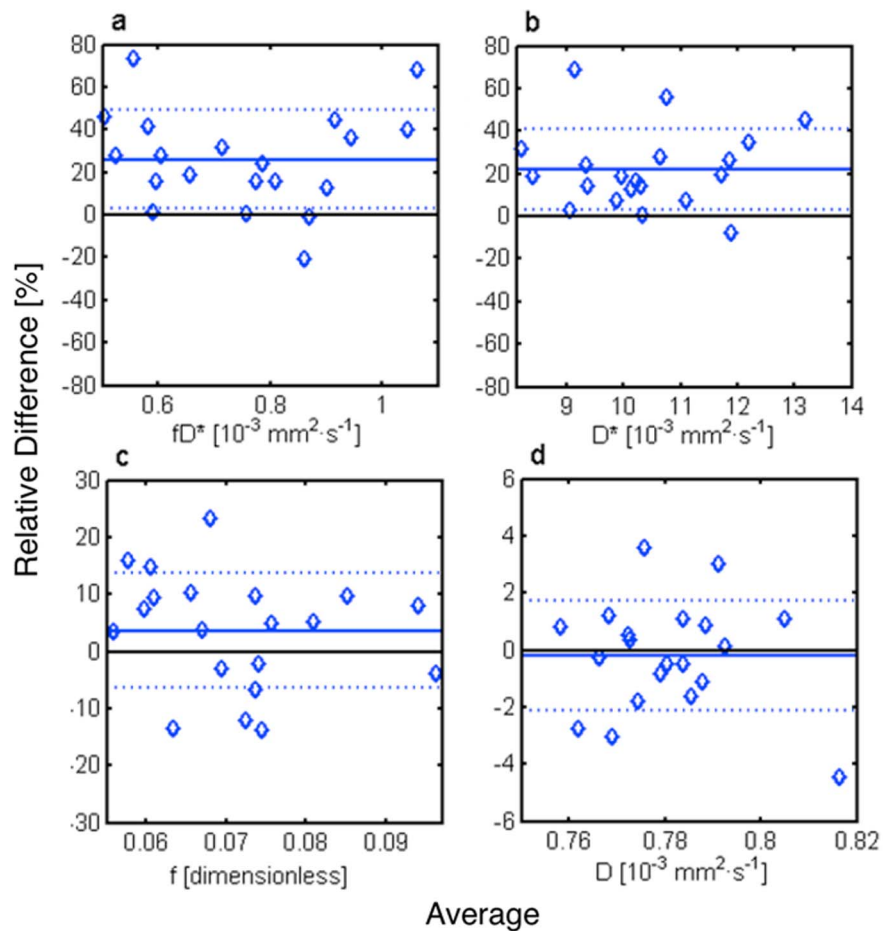 a
80
60
40
20
0
-20
-40
-60
-80
0.6 0.8 1
fD* [10⁻³ mm²·s⁻¹]
b
80
60
40
20
0
-20
-40
-60
-80
9 10 11 12 13 14
D* [10⁻³ mm²·s⁻¹]
Relative Difference [%]
c
30
20
10
0
-10
-20
-30
0.06 0.07 0.08 0.09
f [dimensionless]
d
6
4
2
0
-2
-4
-6
0.76 0.78 0.8 0.82
D [10⁻³ mm²·s⁻¹]
Average